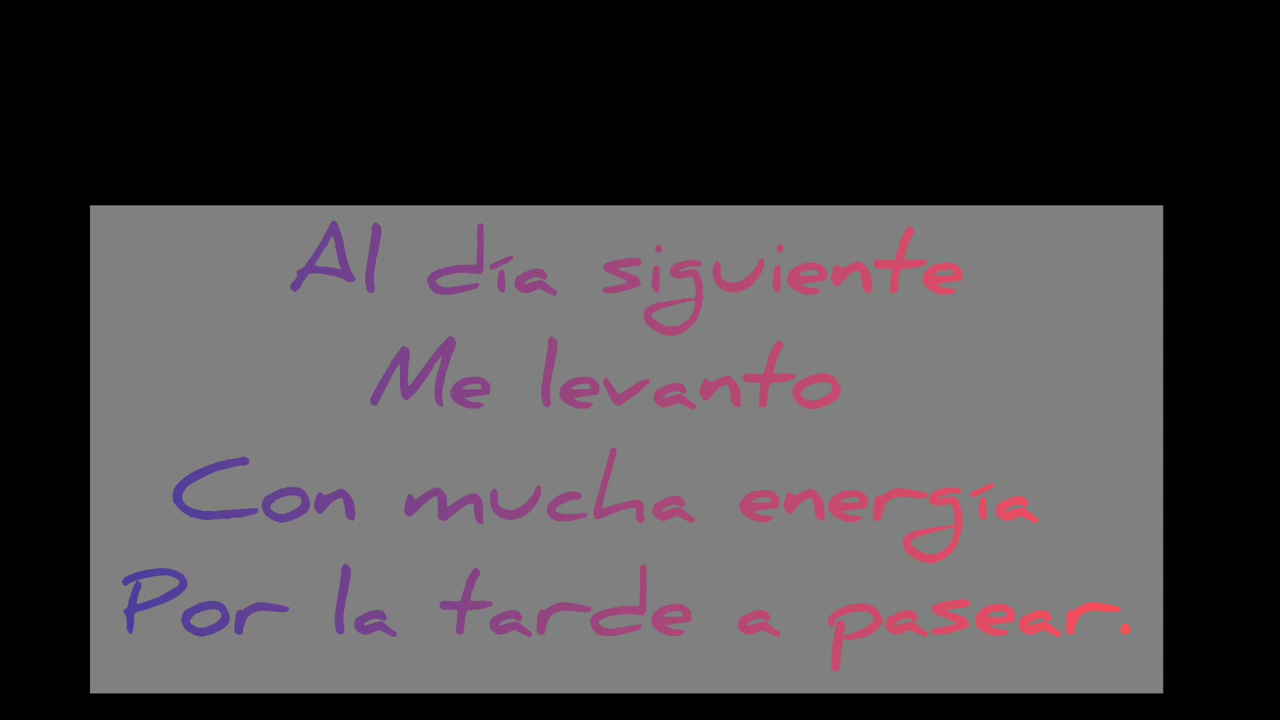 Al día siguiente
Me levanto
Con mucha energía
Por la tarde a pasear.